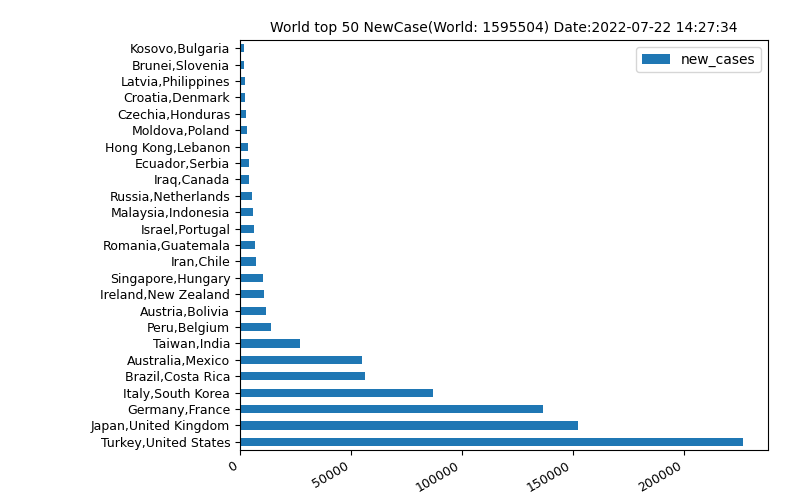 World top 50 NewCase(World: 1595504) Date:2022-07-22 14:27:34
new_cases
Kosovo,Bulgaria
Brunei,Slovenia
Latvia,Philippines
Croatia,Denmark
Czechia,Honduras
Moldova,Poland
Hong Kong,Lebanon
Ecuador,Serbia
Iraq,Canada
Russia,Netherlands
Malaysia,Indonesia
Israel,Portugal
Romania,Guatemala
Iran,Chile
Singapore,Hungary
Ireland,New Zealand
Austria,Bolivia
Peru,Belgium
Taiwan,India
Australia,Mexico
Brazil,Costa Rica
Italy,South Korea
Germany,France
Japan,United Kingdom
Turkey,United States
0
50000
100000
150000
200000